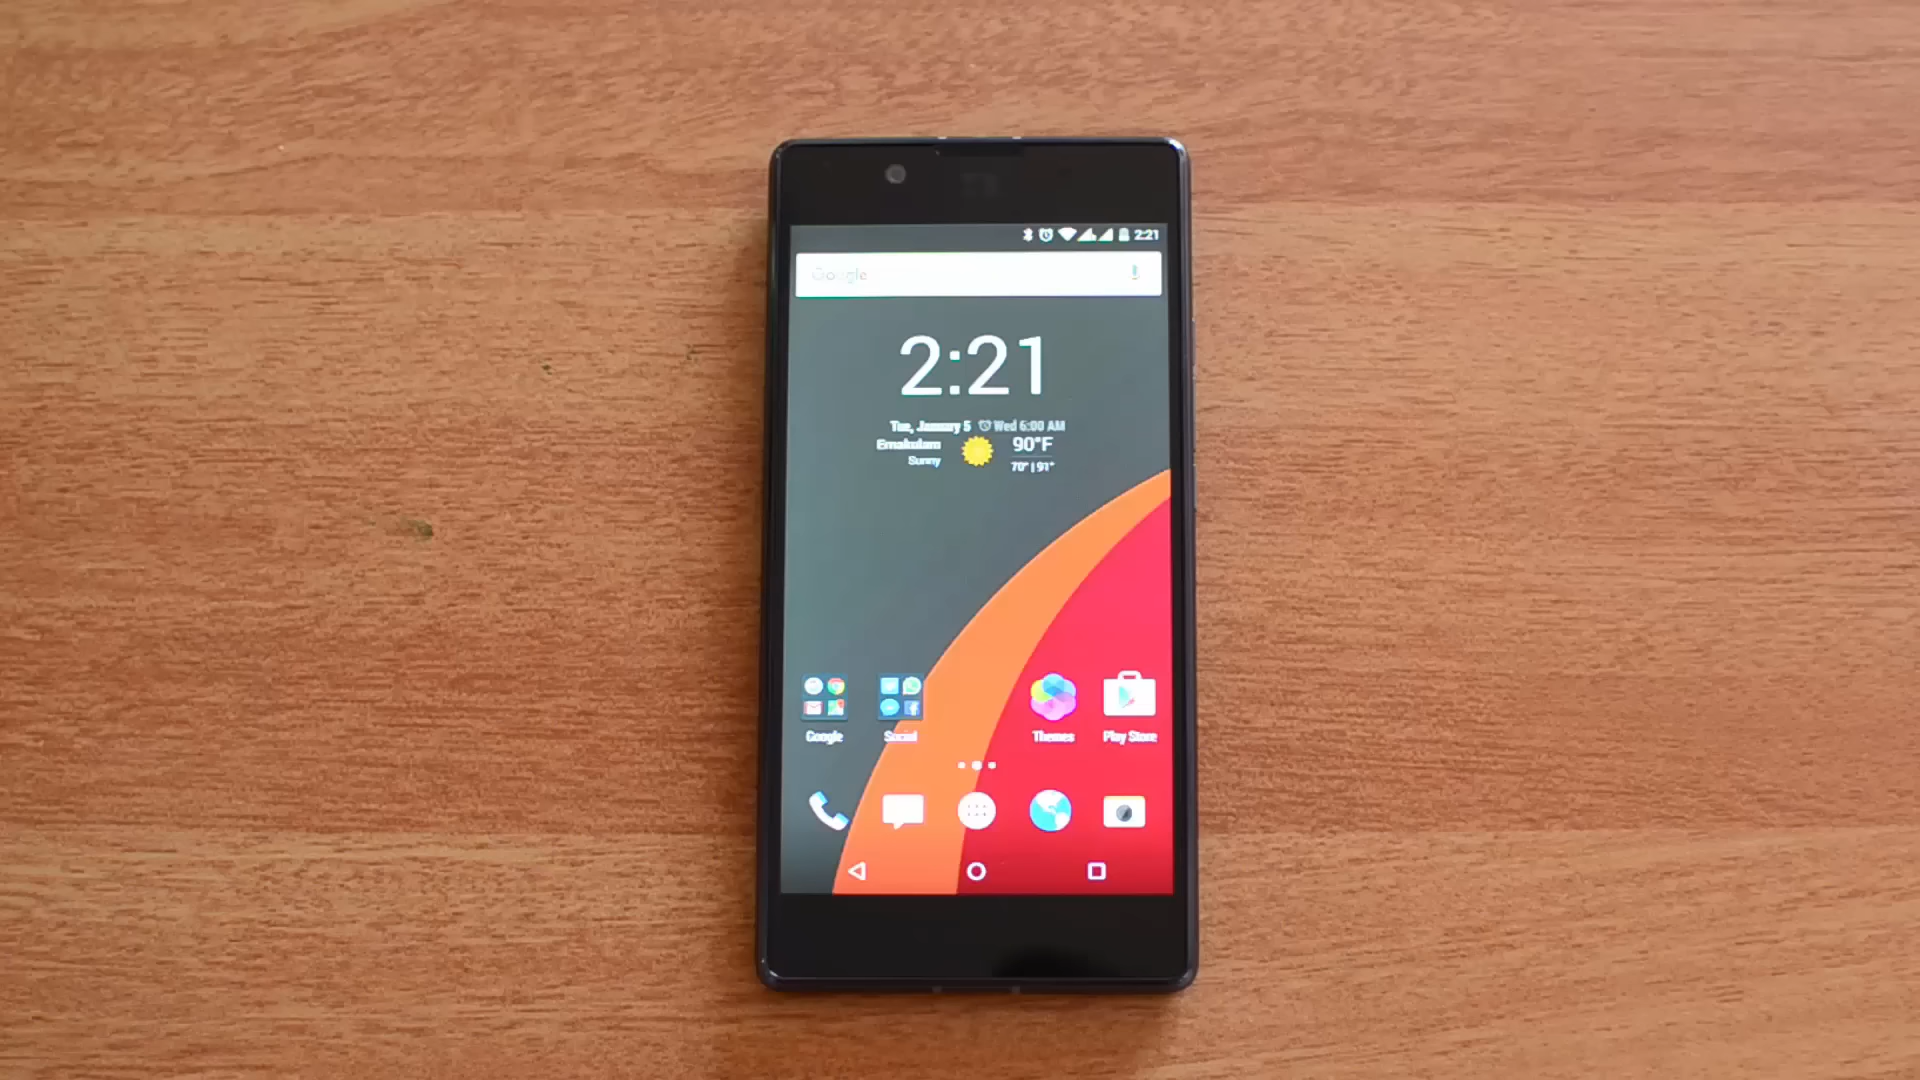 2:21
Google
2:21
Tue, January 5 Wed 6:00 AM
Ernakulam
Sunny
90°F
70° | 91°
Google Social Themes Play Store